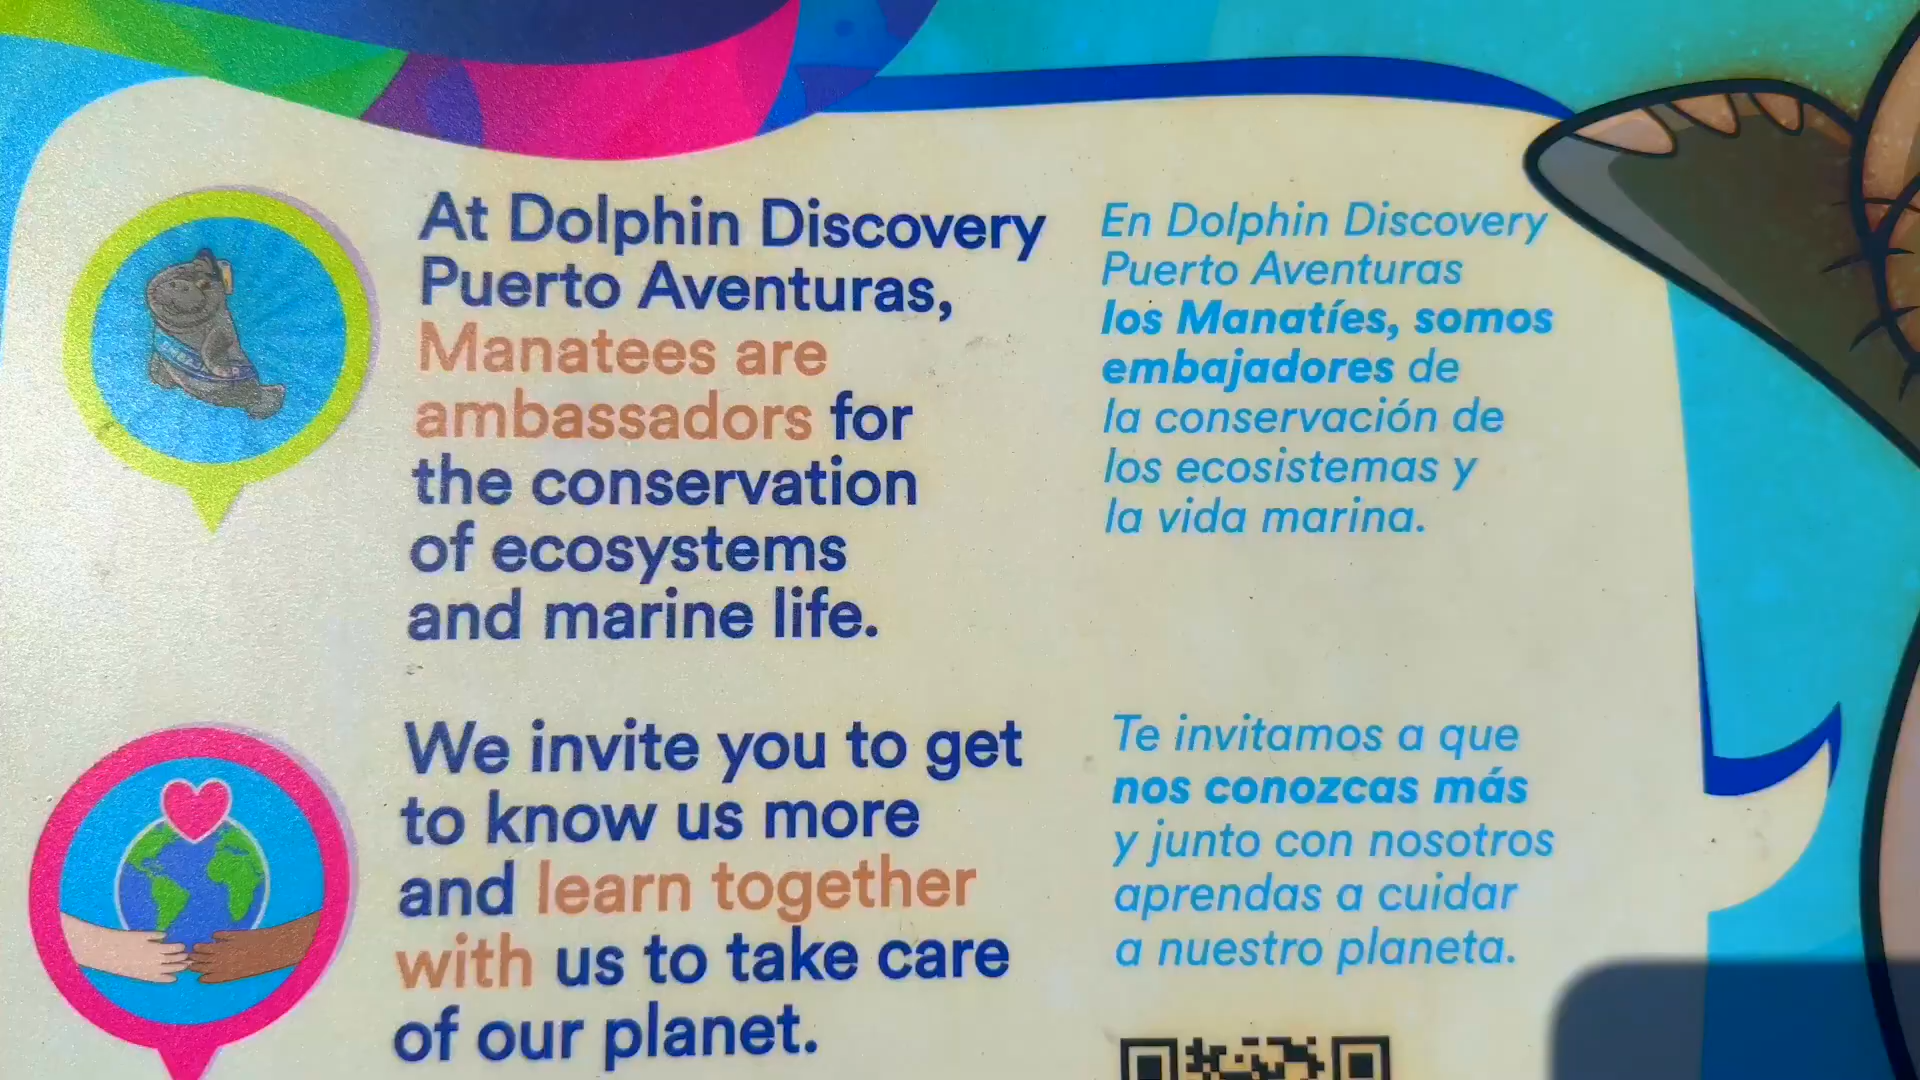 At Dolphin Discovery
Puerto Aventuras,
Manatees are
ambassadors for
the conservation
of ecosystems
and marine life.
En Dolphin Discovery
Puerto Aventuras
los Manatíes, somos
embajadores de
la conservación de
los ecosistemas y
la vida marina.
We invite you to get
to know us more
and learn together
with us to take care
of our planet.
Te invitamos a que
nos conozcas más
y junto con nosotros
aprendas a cuidar
a nuestro planeta.